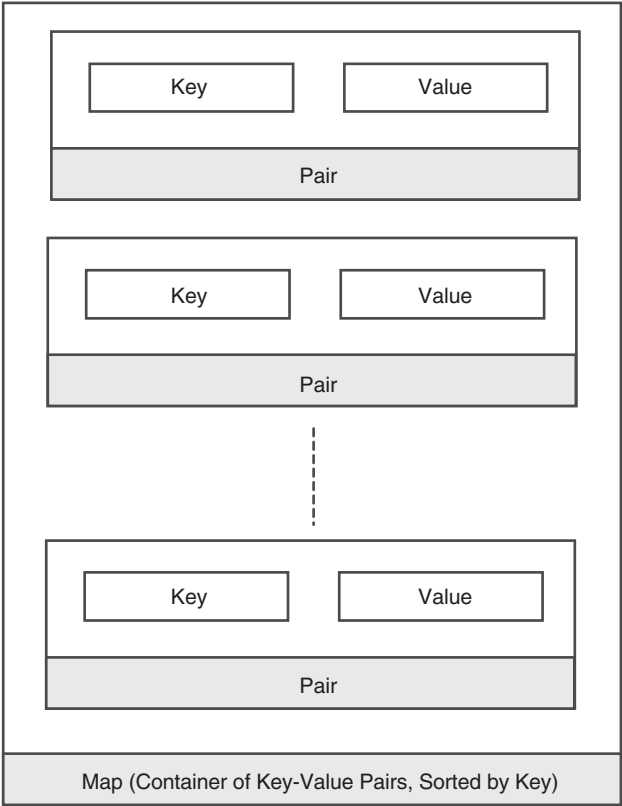 Key Value
Pair
Key Value
Pair
Key Value
Pair
Map (Container of Key-Value Pairs, Sorted by Key)